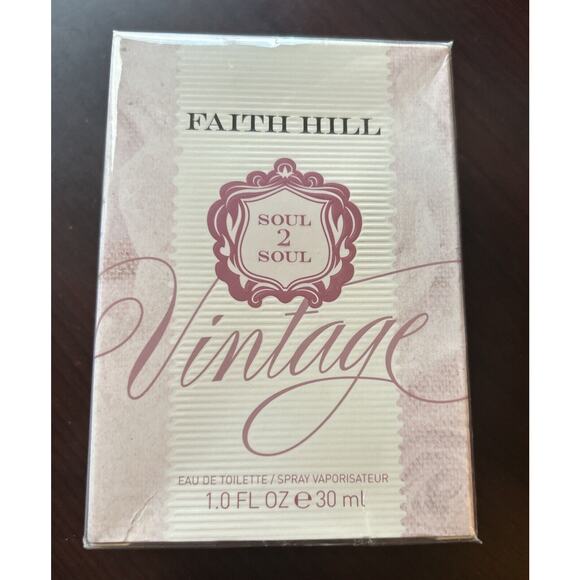 FAITH HILL
SOUL
2
SOUL
Vintage
EAU DE TOILETTE / SPRAY VAPORISATEUR
1.0 FL OZ ℮ 30 ml